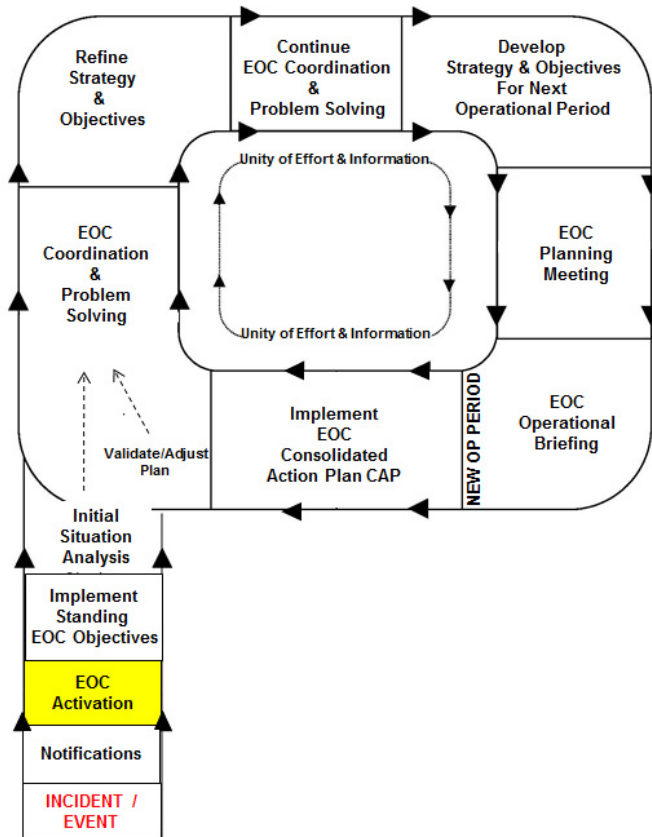 Refine
Strategy
&
Objectives
Continue
EOC Coordination
&
Problem Solving
Develop
Strategy & Objectives
For Next
Operational Period
Unity of Effort & Information
EOC
Coordination
&
Problem
Solving
EOC
Planning
Meeting
Unity of Effort & Information
Validate/Adjust
Plan
Implement
EOC
Consolidated
Action Plan CAP
NEW OP PERIOD
EOC
Operational
Briefing
Initial
Situation
Analysis
Implement
Standing
EOC Objectives
EOC
Activation
Notifications
INCIDENT /
EVENT